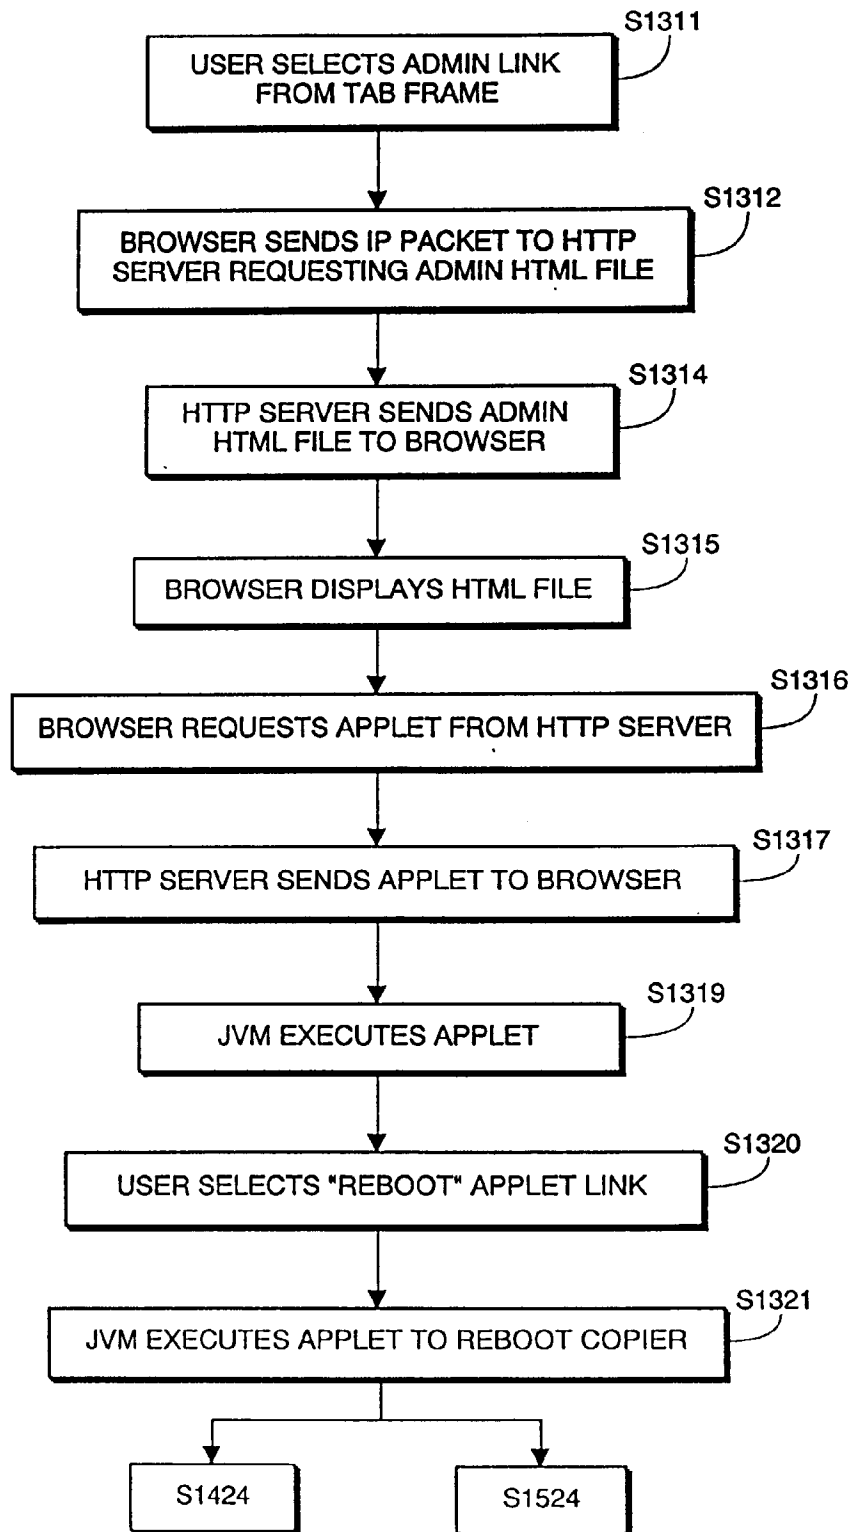 S1311
USER SELECTS ADMIN LINK
FROM TAB FRAME
S1312
BROWSER SENDS IP PACKET TO HTTP
SERVER REQUESTING ADMIN HTML FILE
S1314
HTTP SERVER SENDS ADMIN
HTML FILE TO BROWSER
S1315
BROWSER DISPLAYS HTML FILE
S1316
BROWSER REQUESTS APPLET FROM HTTP SERVER
S1317
HTTP SERVER SENDS APPLET TO BROWSER
S1319
JVM EXECUTES APPLET
S1320
USER SELECTS "REBOOT" APPLET LINK
S1321
JVM EXECUTES APPLET TO REBOOT COPIER
S1424
S1524